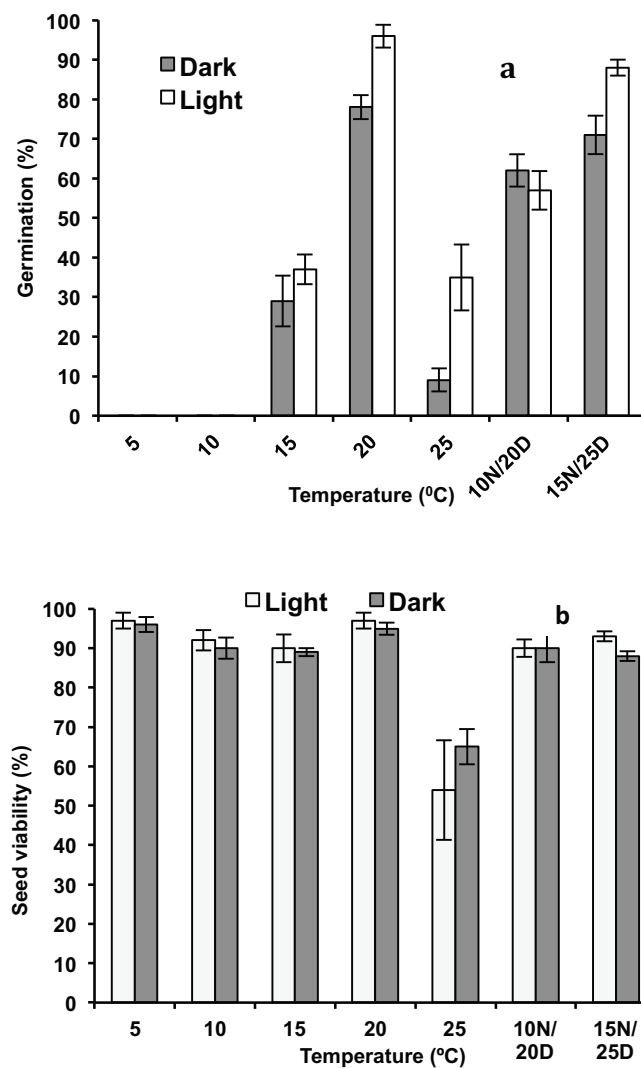 100
90
80
70
60
50
40
30
20
10
0
Germination (%)
Dark
Light
a
5
10
15
20
25
10N/20D
15N/25D
Temperature (⁰C)
Light
Dark
b
100
90
80
70
60
50
40
30
20
10
0
Seed viability (%)
5
10
15
20
25
10N/
20D
15N/
25D
Temperature (ºC)